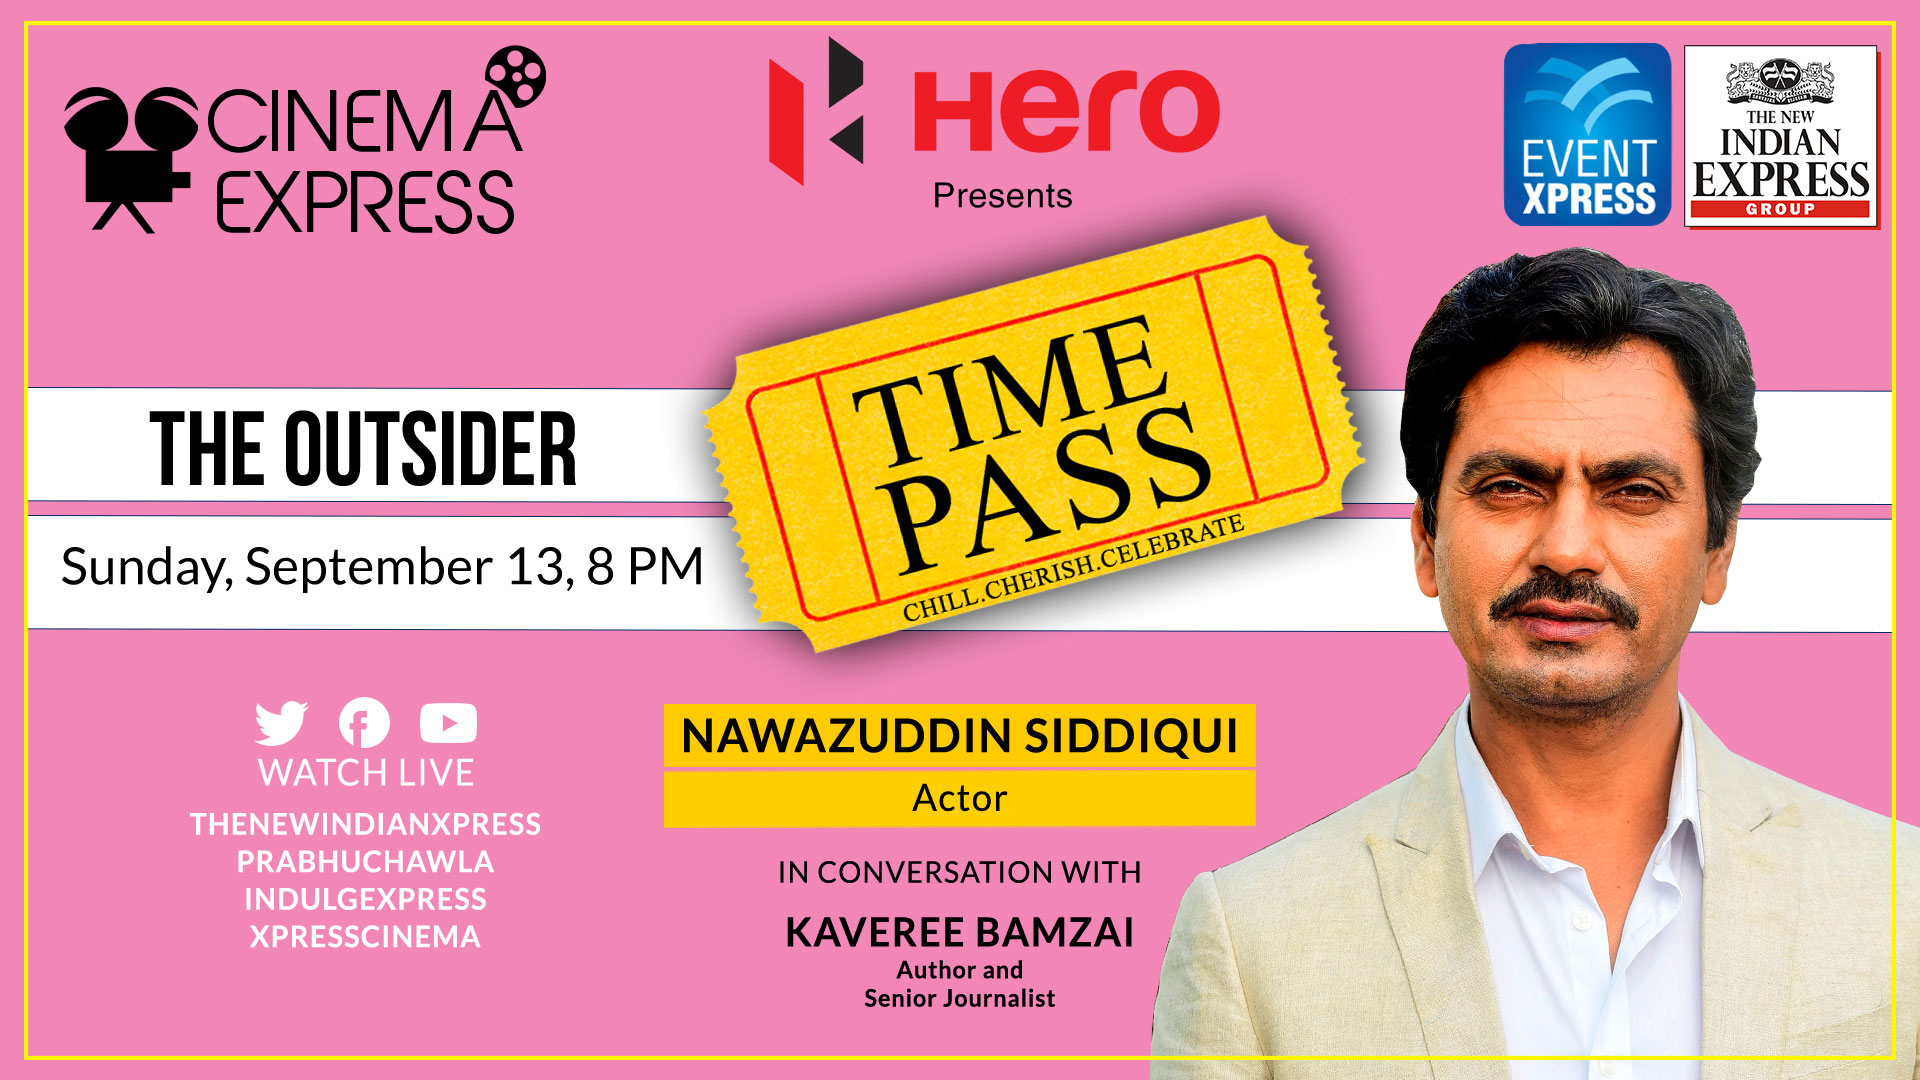 CINEMA
EXPRESS
Hero
Presents
EVENT
XPRESS
THE NEW
INDIAN
EXPRESS
GROUP
THE OUTSIDER
Sunday, September 13, 8 PM
TIME
PASS
CHILL.CHERISH.CELEBRATE
WATCH LIVE
THENEWINDIANXPRESS
PRABHUCHAWLA
INDULGEXPRESS
XPRESSCINEMA
NAWAZUDDIN SIDDIQUI
Actor
IN CONVERSATION WITH
KAVEREE BAMZAI
Author and
Senior Journalist